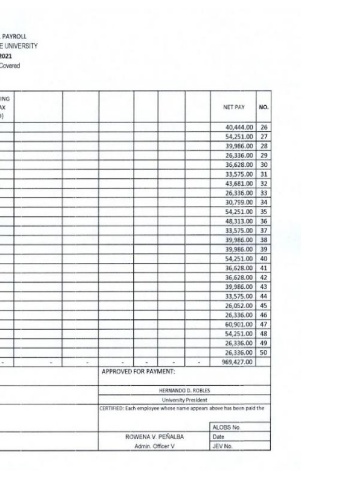 PAYROLL
E UNIVERSITY
2021
Covered
ING
AX
NET PAY NO.
40,444.00 26
54,251.00 27
39,986.00 28
26,336.00 29
36,628.00 30
33,575.00 31
43,681.00 32
26,336.00 33
30,799.00 34
54,251.00 35
48,313.00 36
33,575.00 37
39,986.00 38
39,986.00 39
54,251.00 40
36,628.00 41
36,628.00 42
39,986.00 43
33,575.00 44
26,052.00 45
26,336.00 46
60,901.00 47
54,251.00 48
26,336.00 49
26,336.00 50
- - - - - - 969,427.00
APPROVED FOR PAYMENT:
HERNANDO D. ROBLES
University President
CERTIFIED: Each employee whose name appears above has been paid the
ALOBS No.
ROWENA V. PEÑALBA Date
Admin. Officer V JEV No.